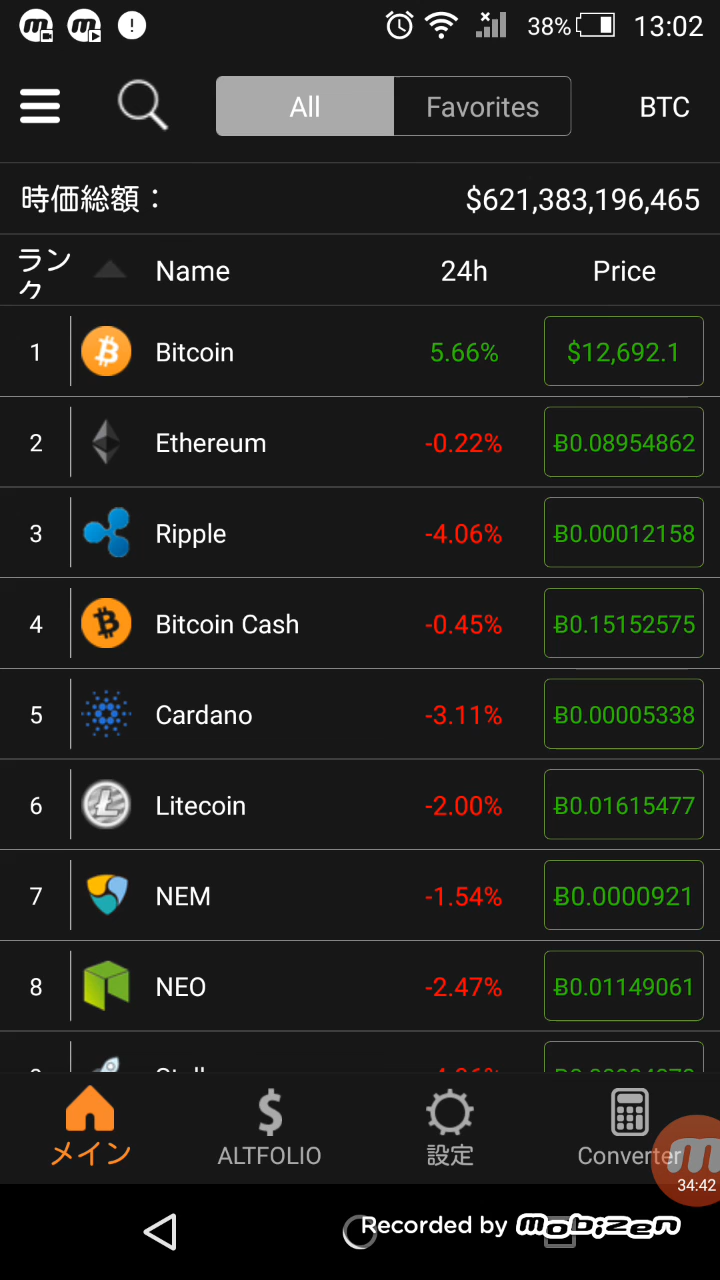 38% 13:02
All Favorites BTC
時価総額： $621,383,196,465
ランク Name 24h Price
1 Bitcoin 5.66% $12,692.1
2 Ethereum -0.22% Ƀ0.08954862
3 Ripple -4.06% Ƀ0.00012158
4 Bitcoin Cash -0.45% Ƀ0.15152575
5 Cardano -3.11% Ƀ0.00005338
6 Litecoin -2.00% Ƀ0.01615477
7 NEM -1.54% Ƀ0.0000921
8 NEO -2.47% Ƀ0.01149061
メイン ALTFOLIO 設定 Converter
34:42
Recorded by mobizen